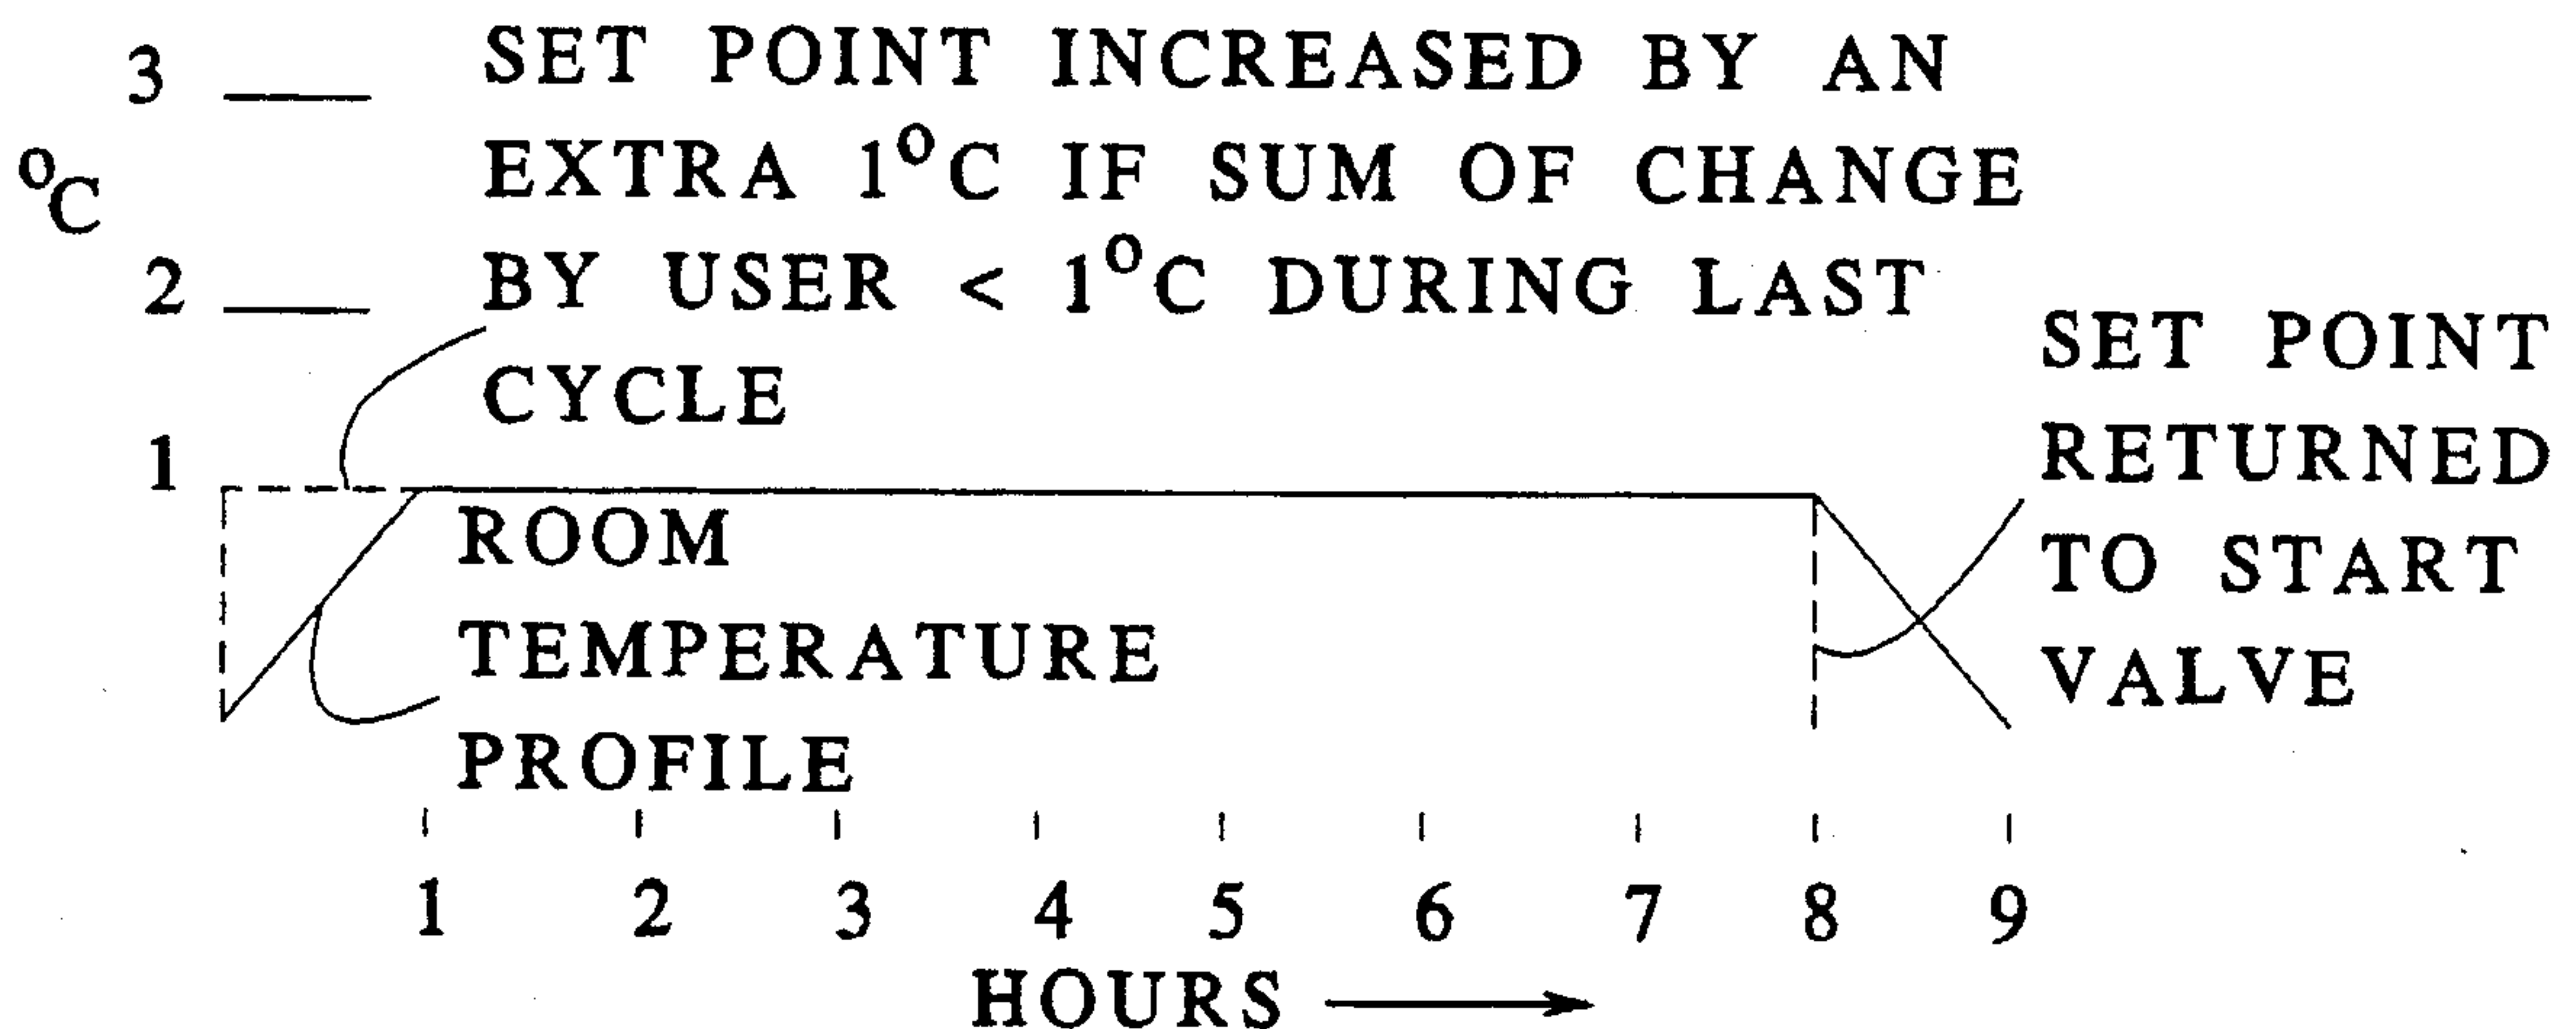 3
SET POINT INCREASED BY AN
EXTRA 1°C IF SUM OF CHANGE
°C
2
BY USER < 1°C DURING LAST
CYCLE
SET POINT
RETURNED
TO START
VALVE
1
ROOM
TEMPERATURE
PROFILE
1 2 3 4 5 6 7 8 9
HOURS